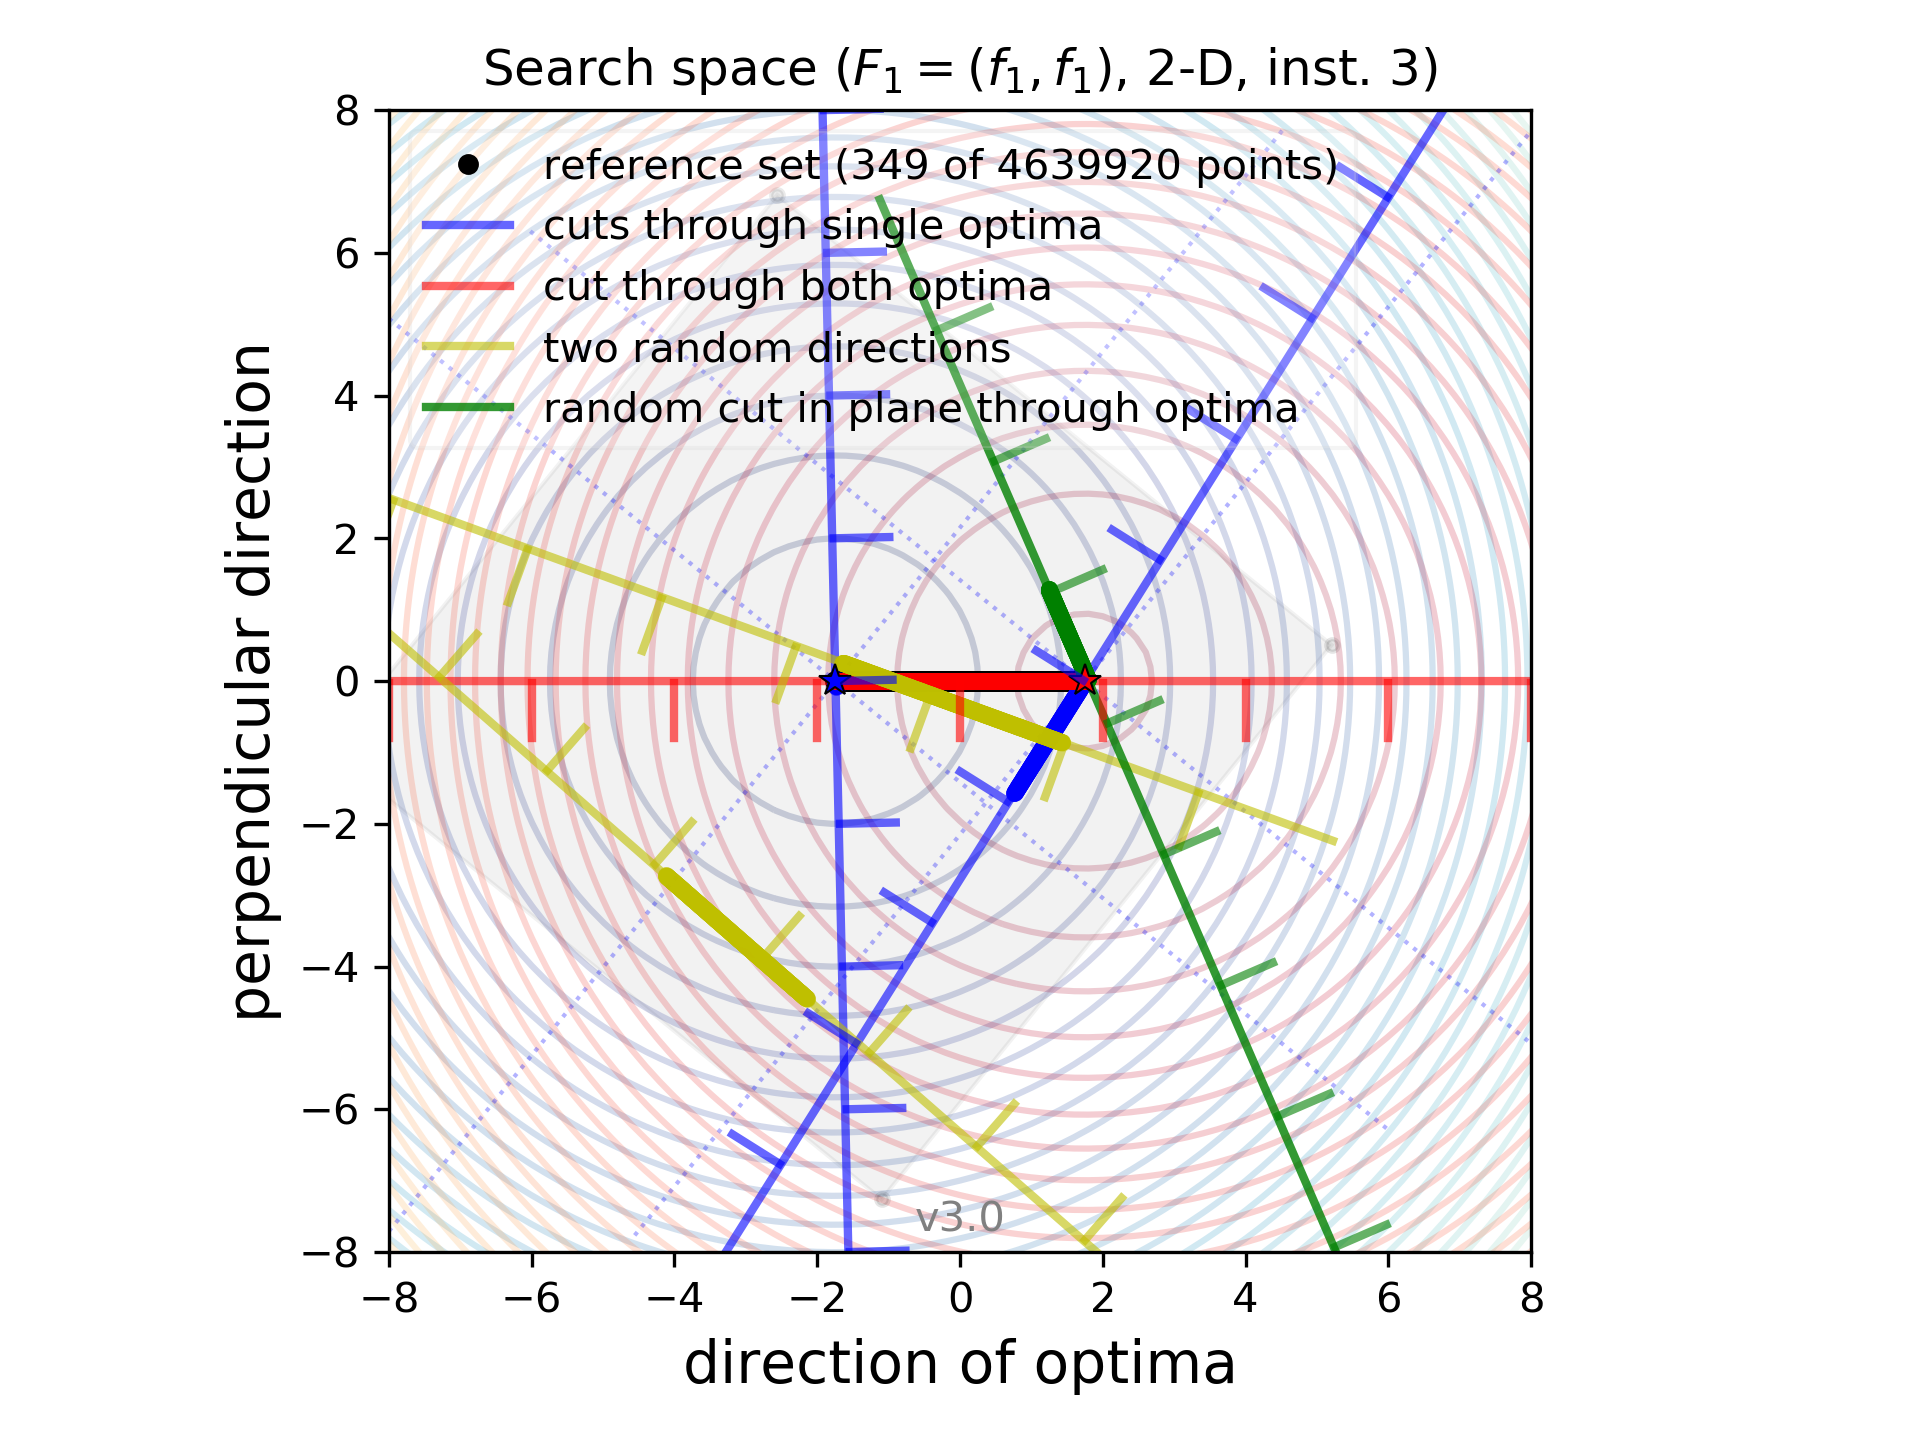 Search space (F₁ = (f₁, f₁), 2-D, inst. 3)
reference set (349 of 4639920 points)
cuts through single optima
cut through both optima
two random directions
random cut in plane through optima
perpendicular direction
8
6
4
2
0
−2
−4
−6
−8
v3.0
−8 −6 −4 −2 0 2 4 6 8
direction of optima